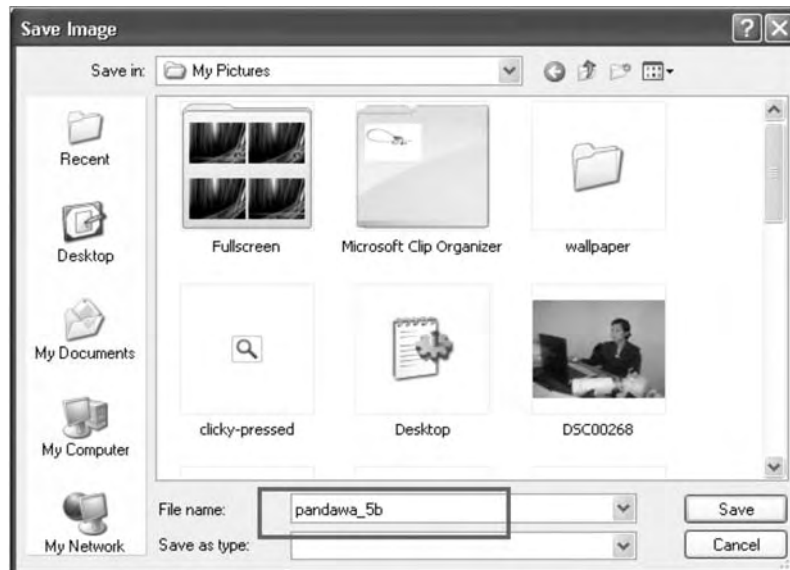 Save Image
Save in: My Pictures
Recent
Desktop
My Documents
My Computer
My Network
Fullscreen
Microsoft Clip Organizer
wallpaper
clicky-pressed
Desktop
DSC00268
File name: pandawa_5b
Save
Save as type:
Cancel